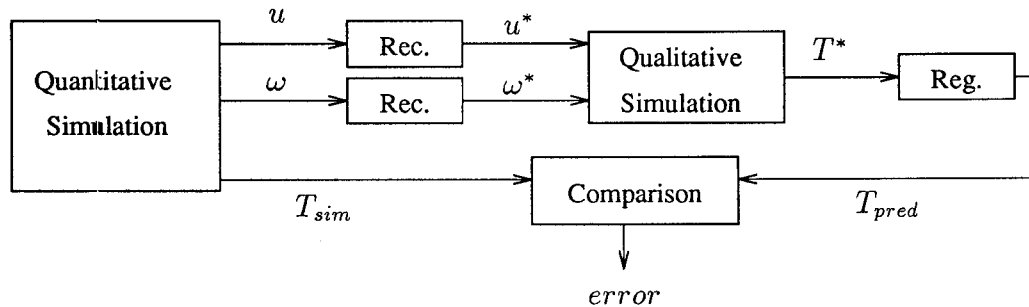 u
Rec.
u*
Quantitative
Simulation
ω
Rec.
ω*
Qualitative
Simulation
T*
Reg.
T_sim
Comparison
T_pred
error